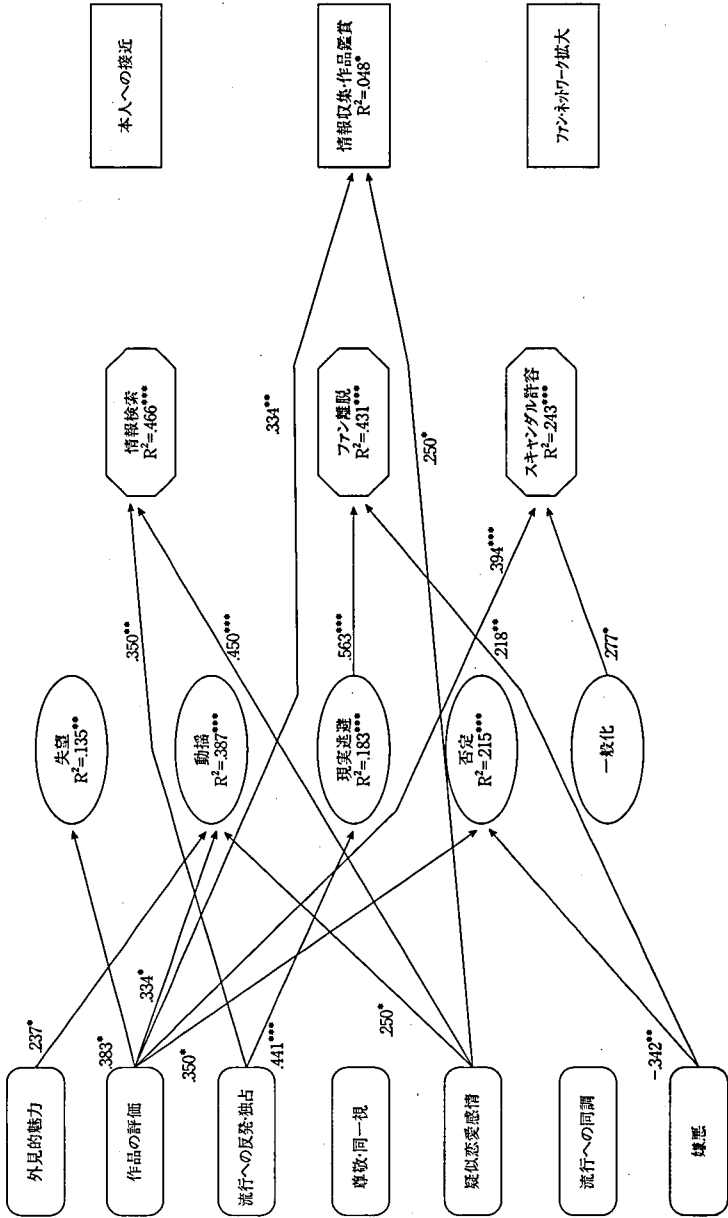 外見的魅力
作品の評価
流行への反発・独占
尊敬・同一視
疑似恋愛感情
流行への同調
嫌悪
.237*
.383*
.334*
.350*
.441***
.250*
-.342**
失望
R²=.135**
動揺
R²=.387***
現実逃避
R²=.183***
否定
R²=.215***
一般化
.350**
.450***
.334**
.563***
.250*
.394***
.218**
.277*
情報検索
R²=.466***
ファン離脱
R²=.431***
スキャンダル許容
R²=.243***
本人への接近
情報収集・作品鑑賞
R²=.048*
ファン・ネットワーク拡大